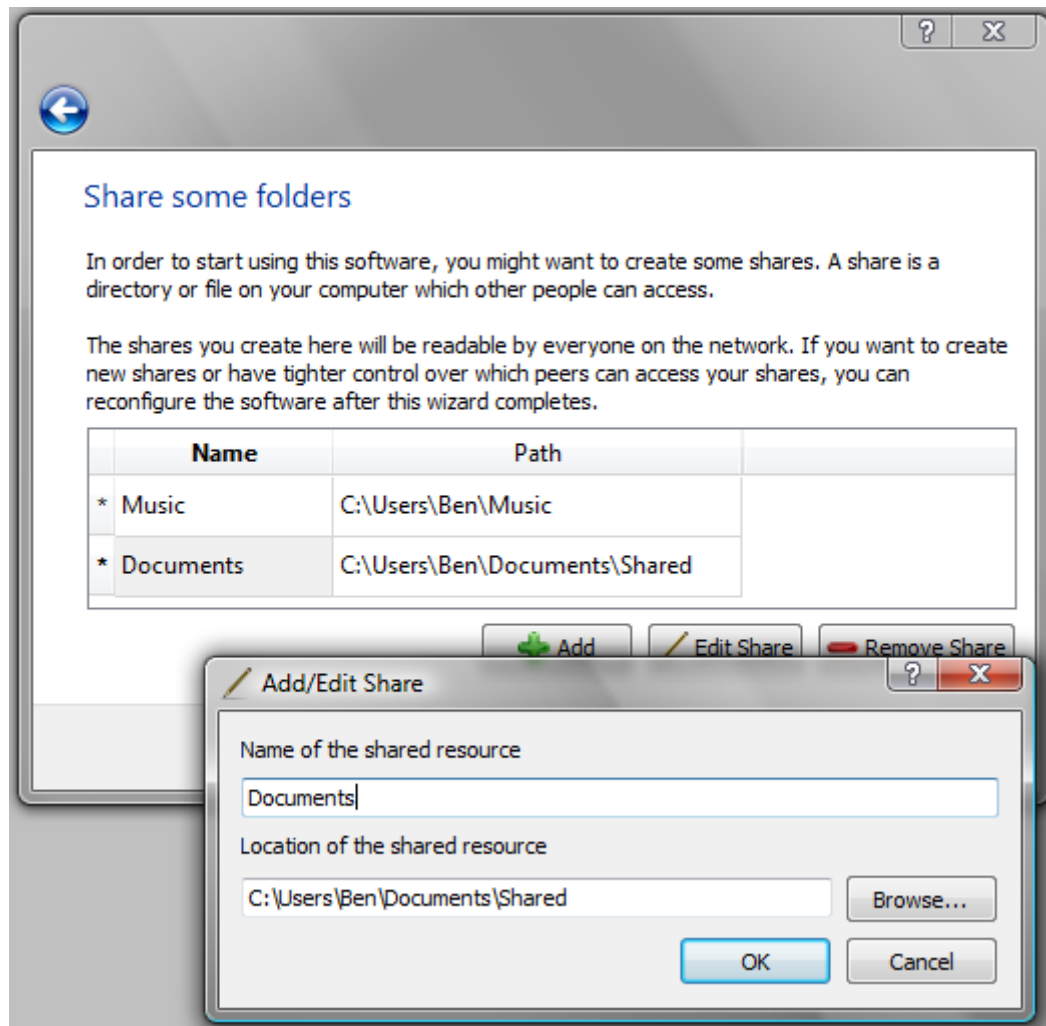 Share some folders
In order to start using this software, you might want to create some shares. A share is a
directory or file on your computer which other people can access.
The shares you create here will be readable by everyone on the network. If you want to create
new shares or have tighter control over which peers can access your shares, you can
reconfigure the software after this wizard completes.
Name Path
* Music C:\Users\Ben\Music
* Documents C:\Users\Ben\Documents\Shared
Add Edit Share Remove Share
Add/Edit Share
Name of the shared resource
Documents
Location of the shared resource
C:\Users\Ben\Documents\Shared Browse...
OK Cancel